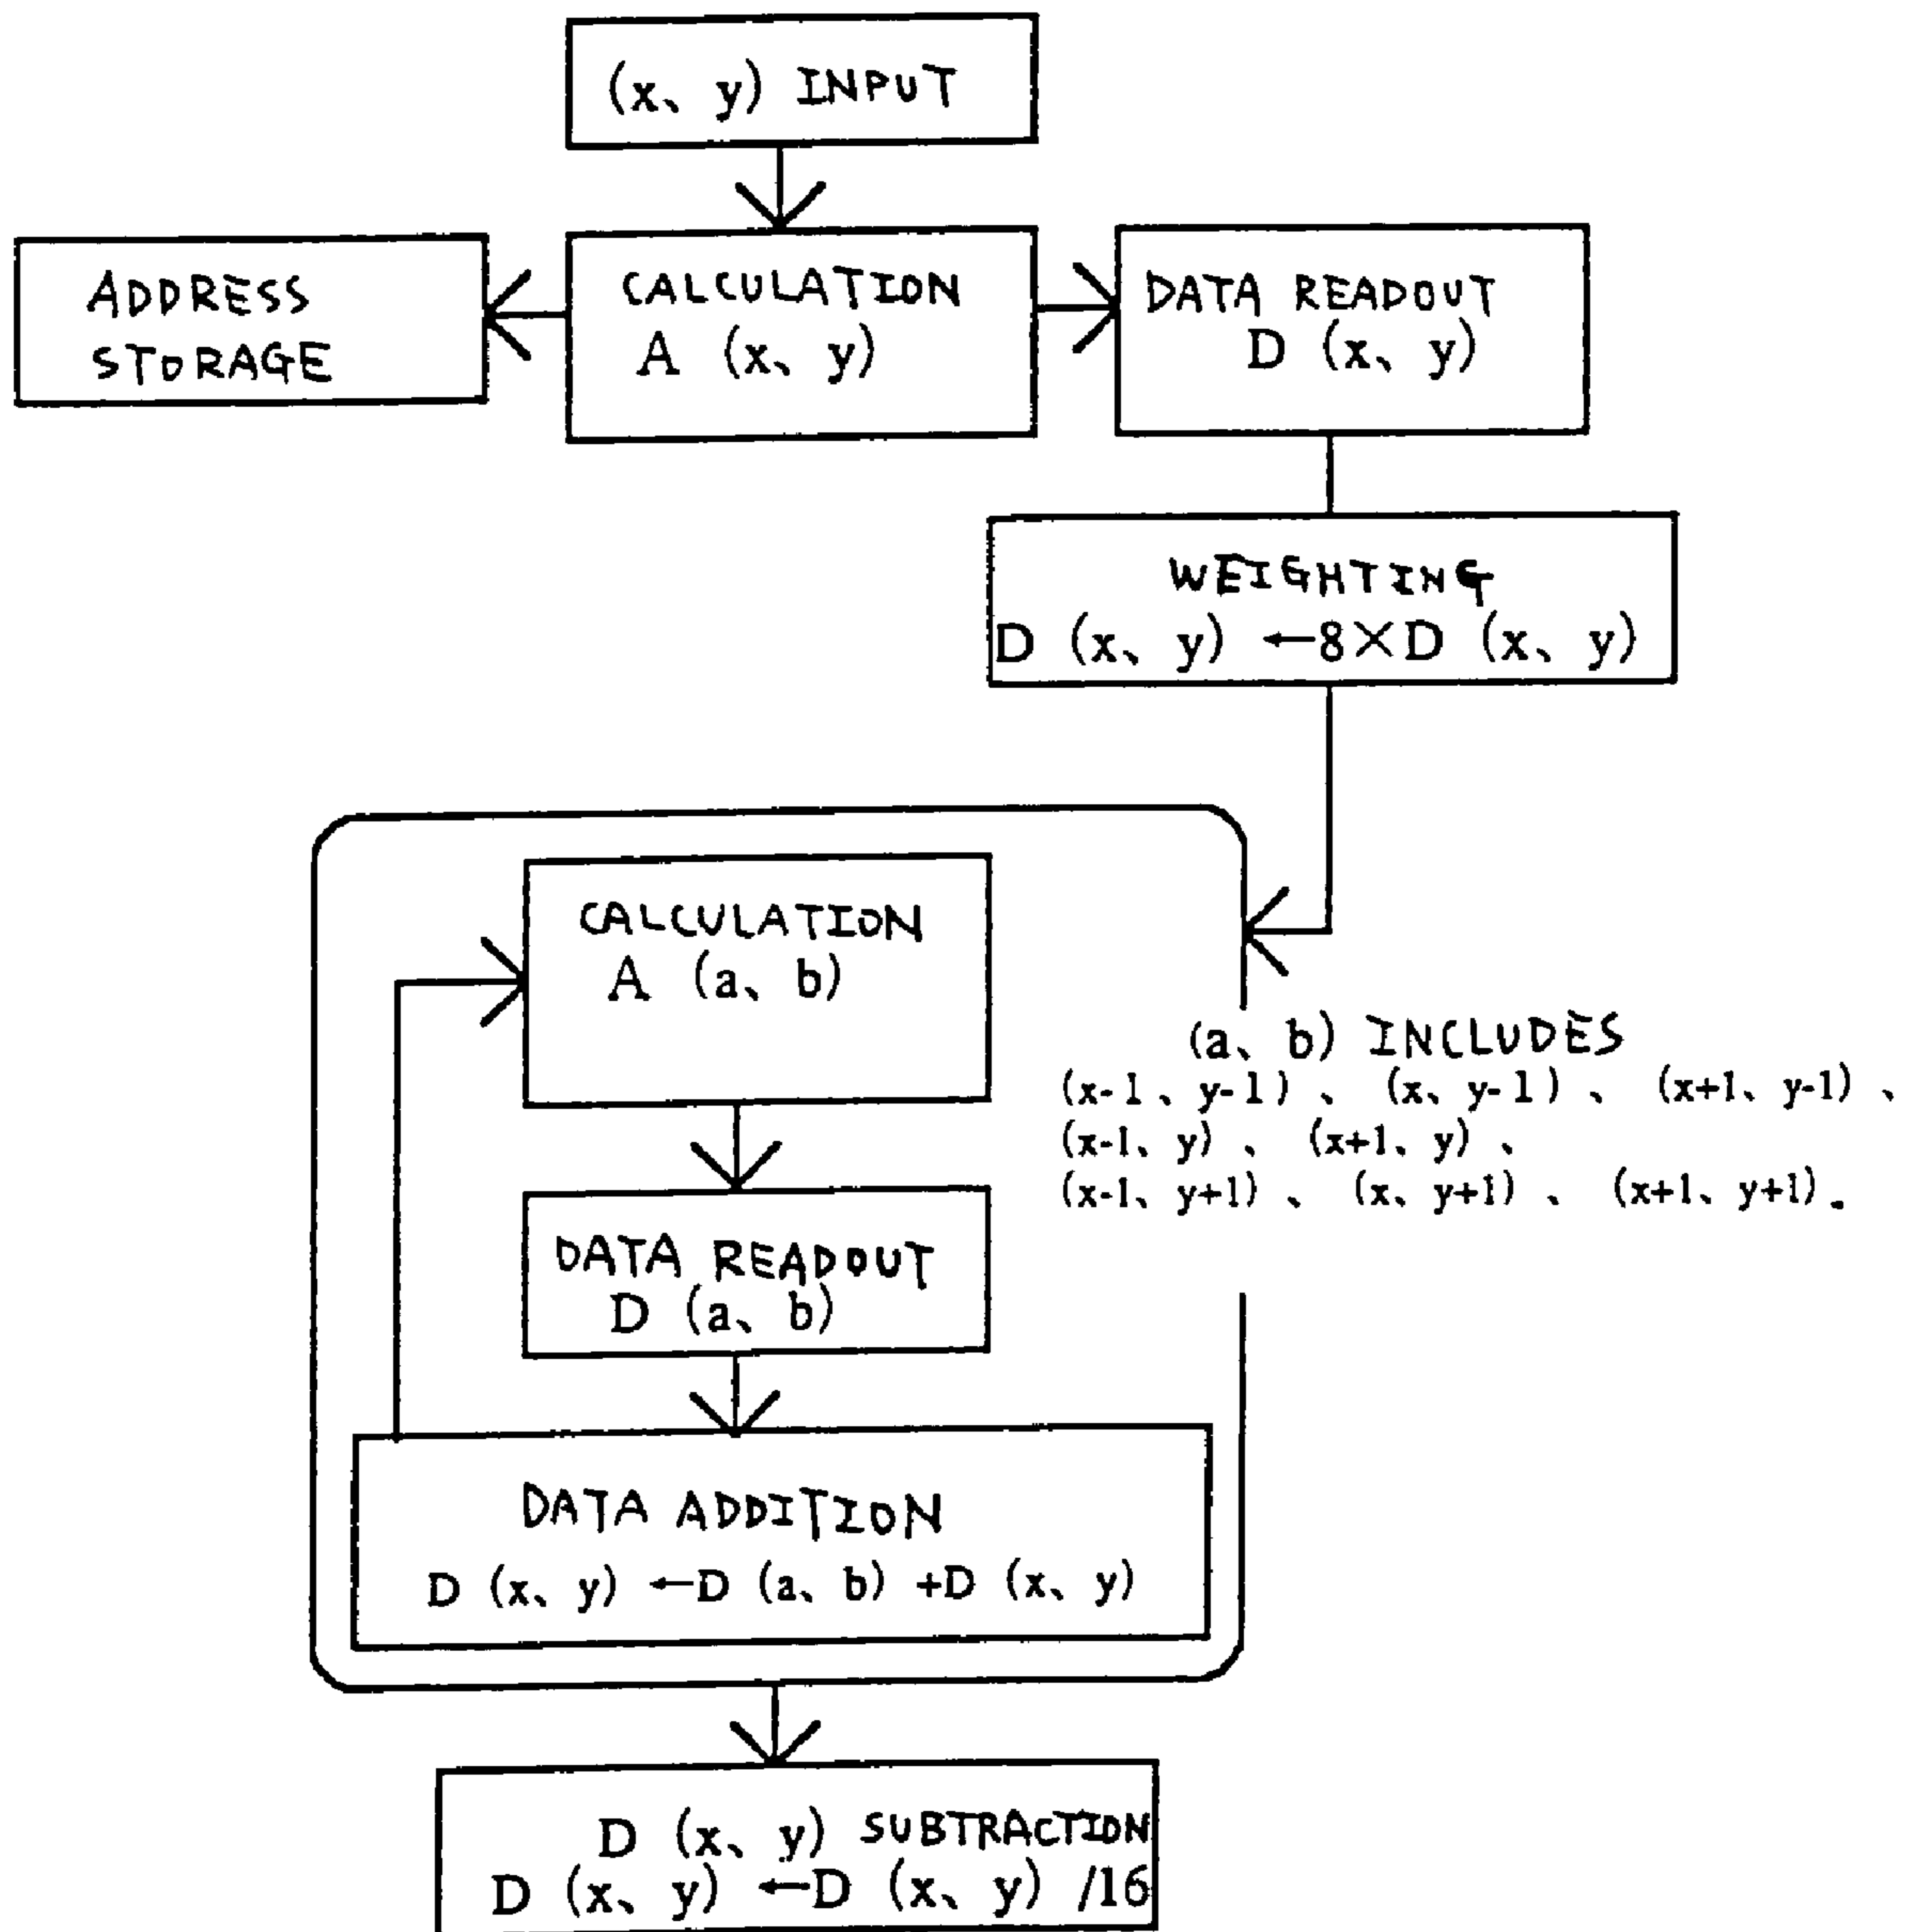 (x、 y) INPUT
ADDRESS
STORAGE
CALCULATION
A (x、 y)
DATA READOUT
D (x、 y)
WEIGHTING
D (x、 y) ←8×D (x、 y)
CALCULATION
A (a、 b)
(a、 b) INCLUDES
(x-1、 y-1) 、 (x、 y-1) 、 (x+1、 y-1) 、
(x-1、 y) 、 (x+1、 y) 、
(x-1、 y+1) 、 (x、 y+1) 、 (x+1、 y+1) .
DATA READOUT
D (a、 b)
DATA ADDITION
D (x、 y) ←D (a、 b) +D (x、 y)
D (x、 y) SUBTRACTION
D (x、 y) ←D (x、 y) /16